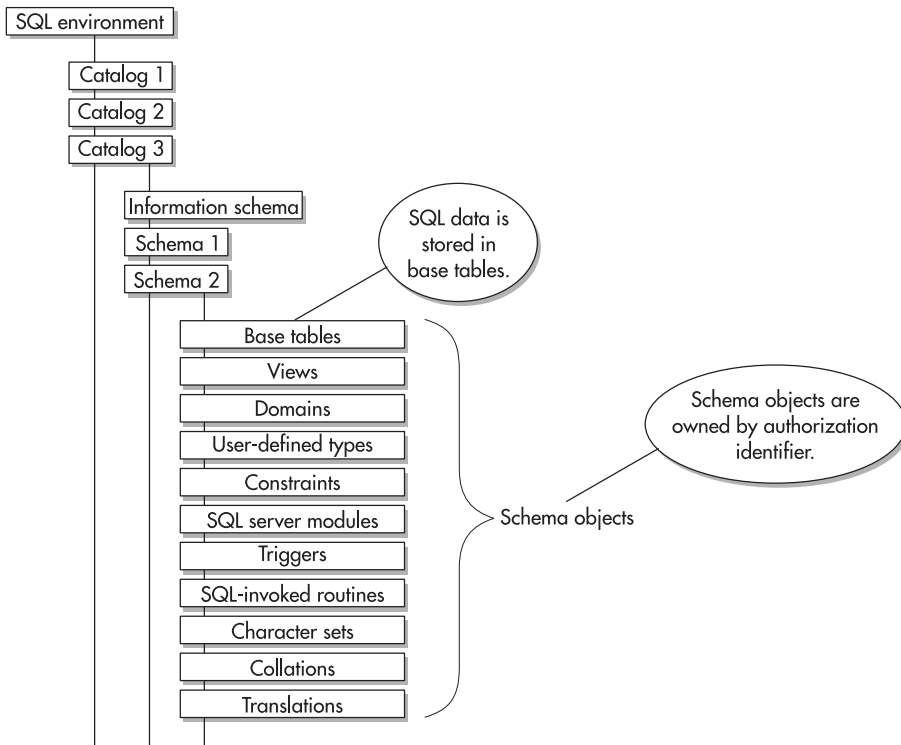 SQL environment
Catalog 1
Catalog 2
Catalog 3
Information schema
Schema 1
Schema 2
SQL data is
stored in
base tables.
Base tables
Views
Domains
User-defined types
Constraints
SQL server modules
Triggers
SQL-invoked routines
Character sets
Collations
Translations
Schema objects are
owned by authorization
identifier.
Schema objects